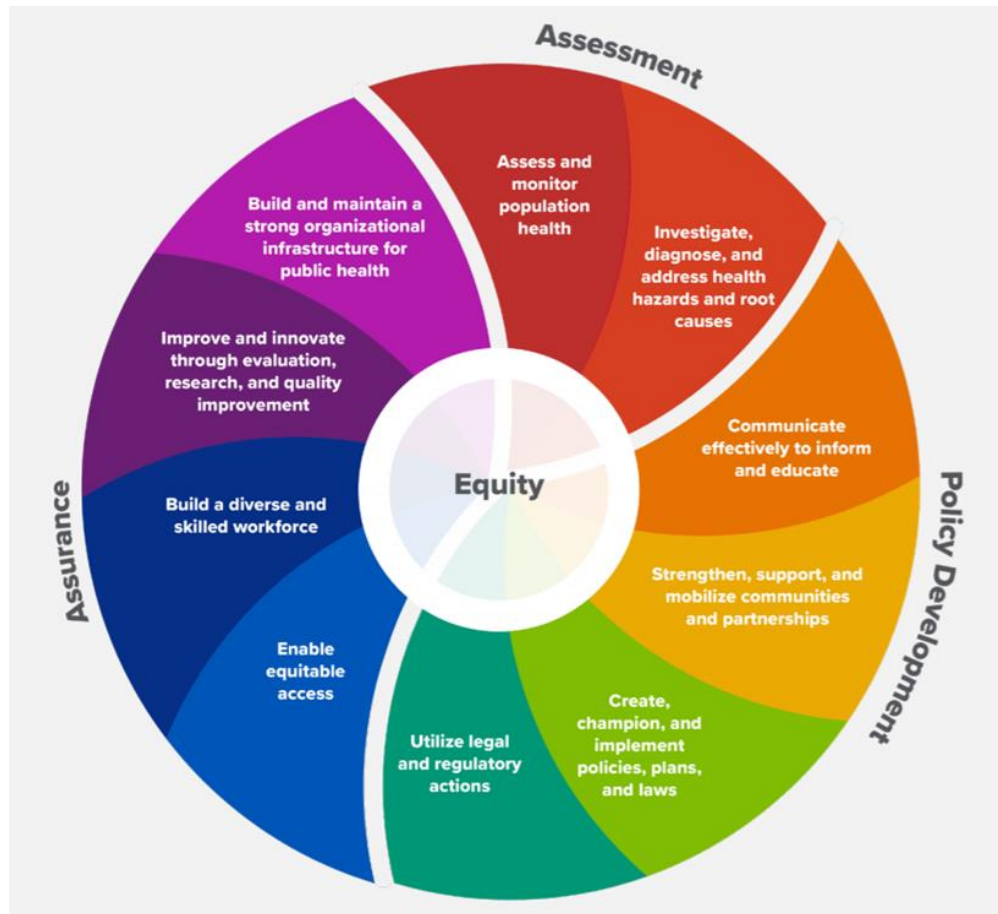 Assessment
Assess and
monitor
population
health
Investigate,
diagnose, and
address health
hazards and root
causes
Policy Development
Communicate
effectively to inform
and educate
Strengthen, support, and
mobilize communities
and partnerships
Create,
champion, and
implement
policies, plans,
and laws
Utilize legal
and regulatory
actions
Assurance
Enable
equitable
access
Build a diverse and
skilled workforce
Improve and innovate
through evaluation,
research, and quality
improvement
Build and maintain a
strong organizational
infrastructure for
public health
Equity